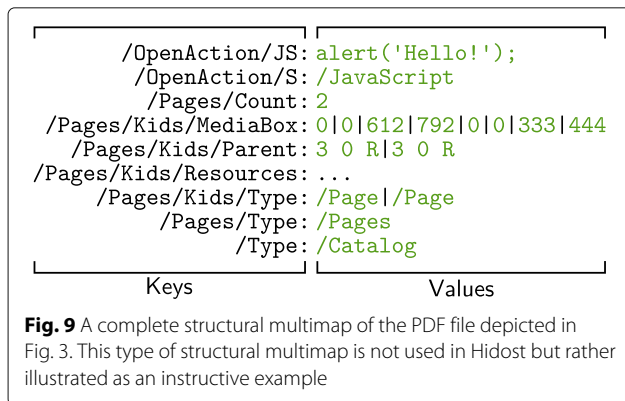 /OpenAction/JS: alert('Hello!');
/OpenAction/S: /JavaScript
/Pages/Count: 2
/Pages/Kids/MediaBox: 0|0|612|792|0|0|333|444
/Pages/Kids/Parent: 3 0 R|3 0 R
/Pages/Kids/Resources: ...
/Pages/Kids/Type: /Page|/Page
/Pages/Type: /Pages
/Type: /Catalog
Keys Values
Fig. 9 A complete structural multimap of the PDF file depicted in
Fig. 3. This type of structural multimap is not used in Hidost but rather
illustrated as an instructive example